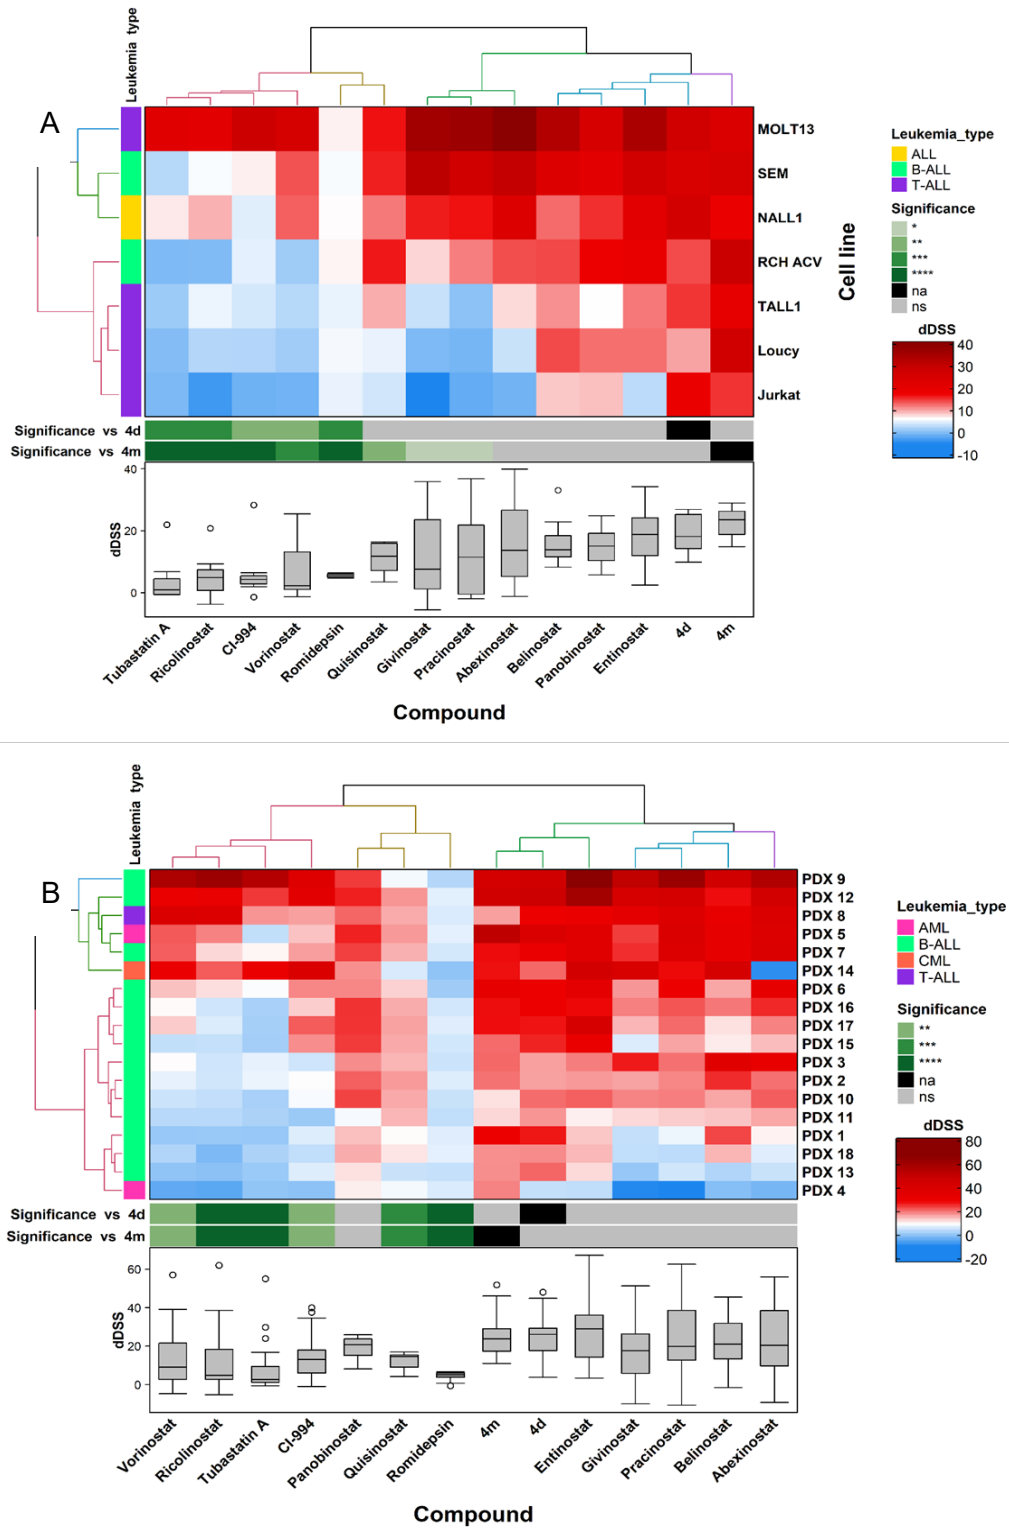 A
Leukemia type
MOLT13
SEM
NALL1
RCH ACV
TALL1
Loucy
Jurkat
Cell line
Leukemia_type
ALL
B-ALL
T-ALL
Significance
*
**
***
****
na
ns
dDSS
40
30
20
10
0
-10
Significance vs 4d
Significance vs 4m
dDSS
40
20
0
Tubastatin A
Ricolinostat
CI-994
Vorinostat
Romidepsin
Quisinostat
Givinostat
Pracinostat
Abexinostat
Belinostat
Panobinostat
Entinostat
4d
4m
Compound
B
Leukemia type
PDX 9
PDX 12
PDX 8
PDX 5
PDX 7
PDX 14
PDX 6
PDX 16
PDX 17
PDX 15
PDX 3
PDX 2
PDX 10
PDX 11
PDX 1
PDX 18
PDX 13
PDX 4
Leukemia_type
AML
B-ALL
CML
T-ALL
Significance
**
***
****
na
ns
dDSS
80
60
40
20
0
-20
Significance vs 4d
Significance vs 4m
dDSS
60
40
20
0
Vorinostat
Ricolinostat
Tubastatin A
CI-994
Panobinostat
Quisinostat
Romidepsin
4m
4d
Entinostat
Givinostat
Pracinostat
Belinostat
Abexinostat
Compound